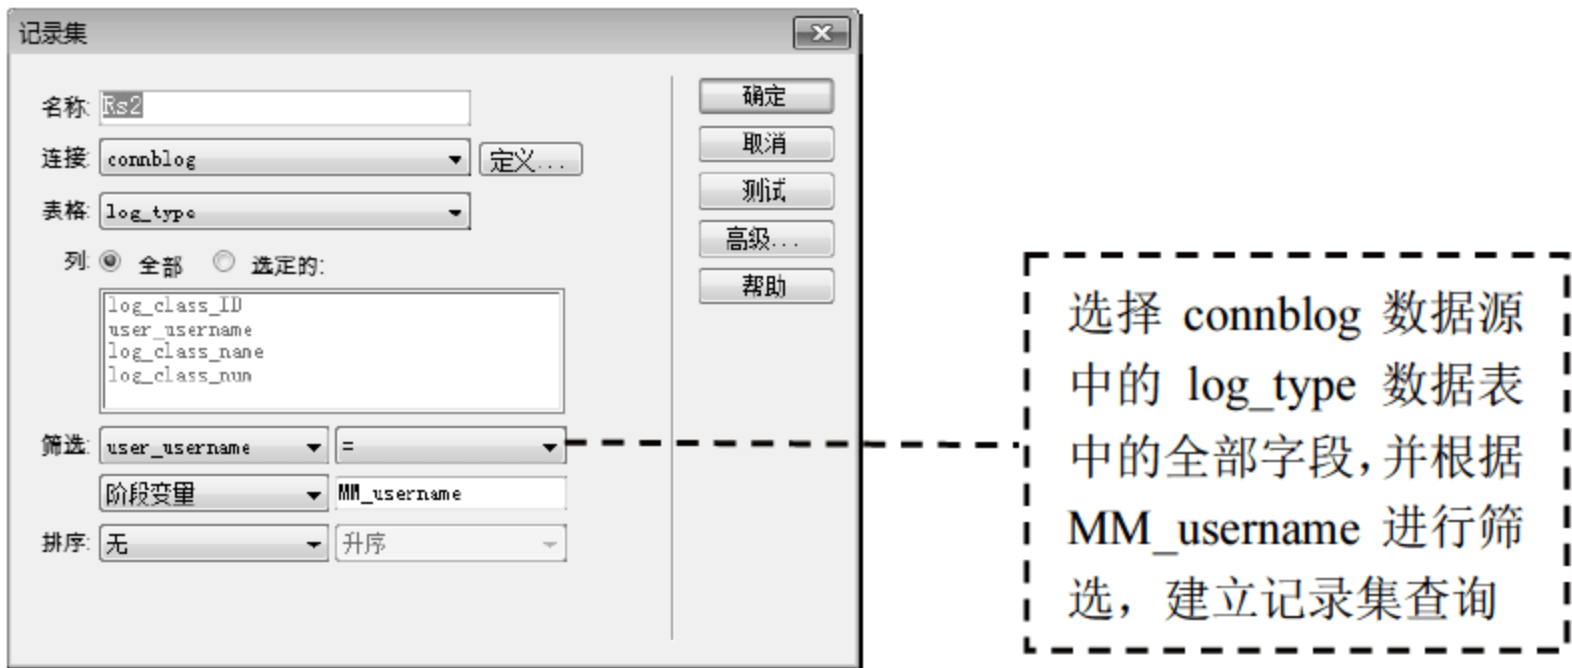 记录集
名称: Rs2
连接: connblog 定义...
表格: log_type
列: 全部 选定的:
log_class_ID
user_username
log_class_name
log_class_num
筛选: user_username =
阶段变量 MM_username
排序: 无 升序
确定
取消
测试
高级...
帮助
选择 connblog 数据源
中的 log_type 数据表
中的全部字段,并根据
MM_username 进行筛
选，建立记录集查询